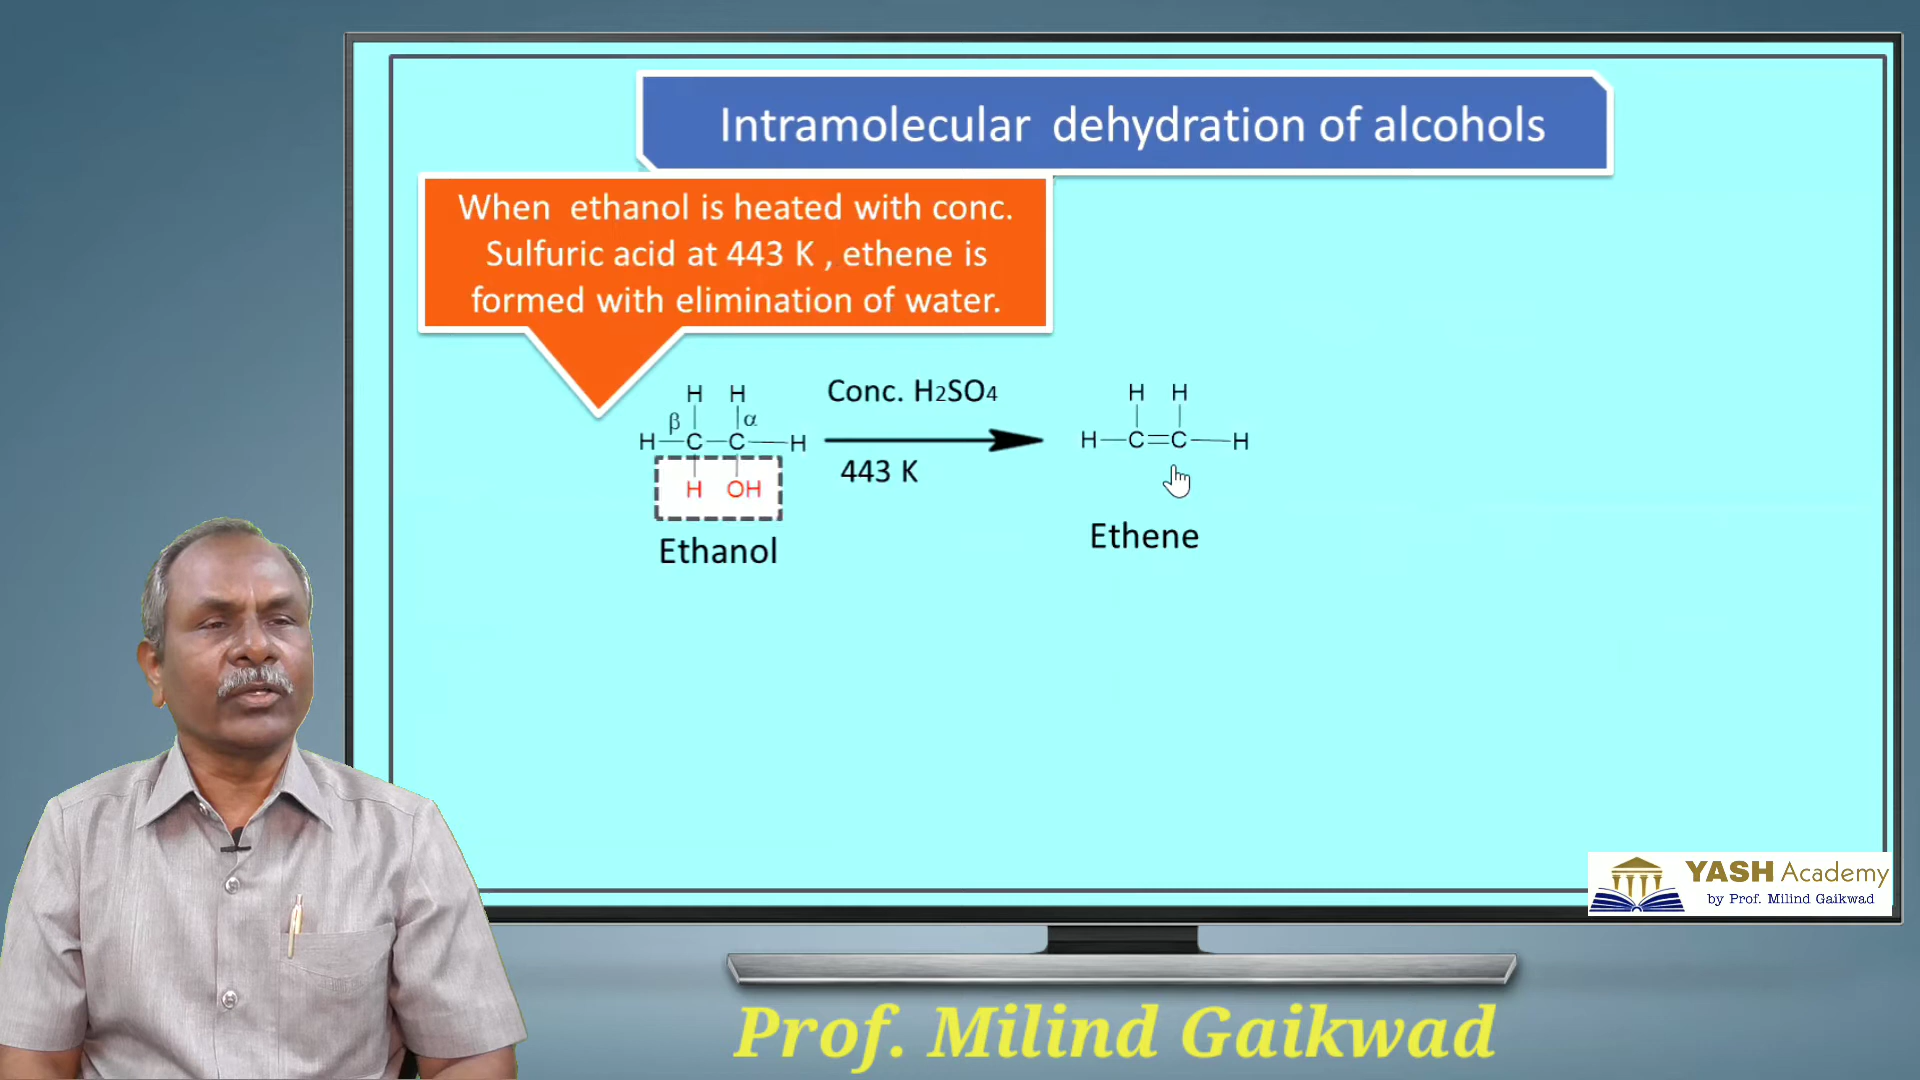 Intramolecular dehydration of alcohols
When ethanol is heated with conc.
Sulfuric acid at 443 K , ethene is
formed with elimination of water.
H H
β α
H C C H
H OH
Ethanol
Conc. H2SO4
443 K
H H
H C C H
Ethene
YASH Academy
by Prof. Milind Gaikwad
Prof. Milind Gaikwad